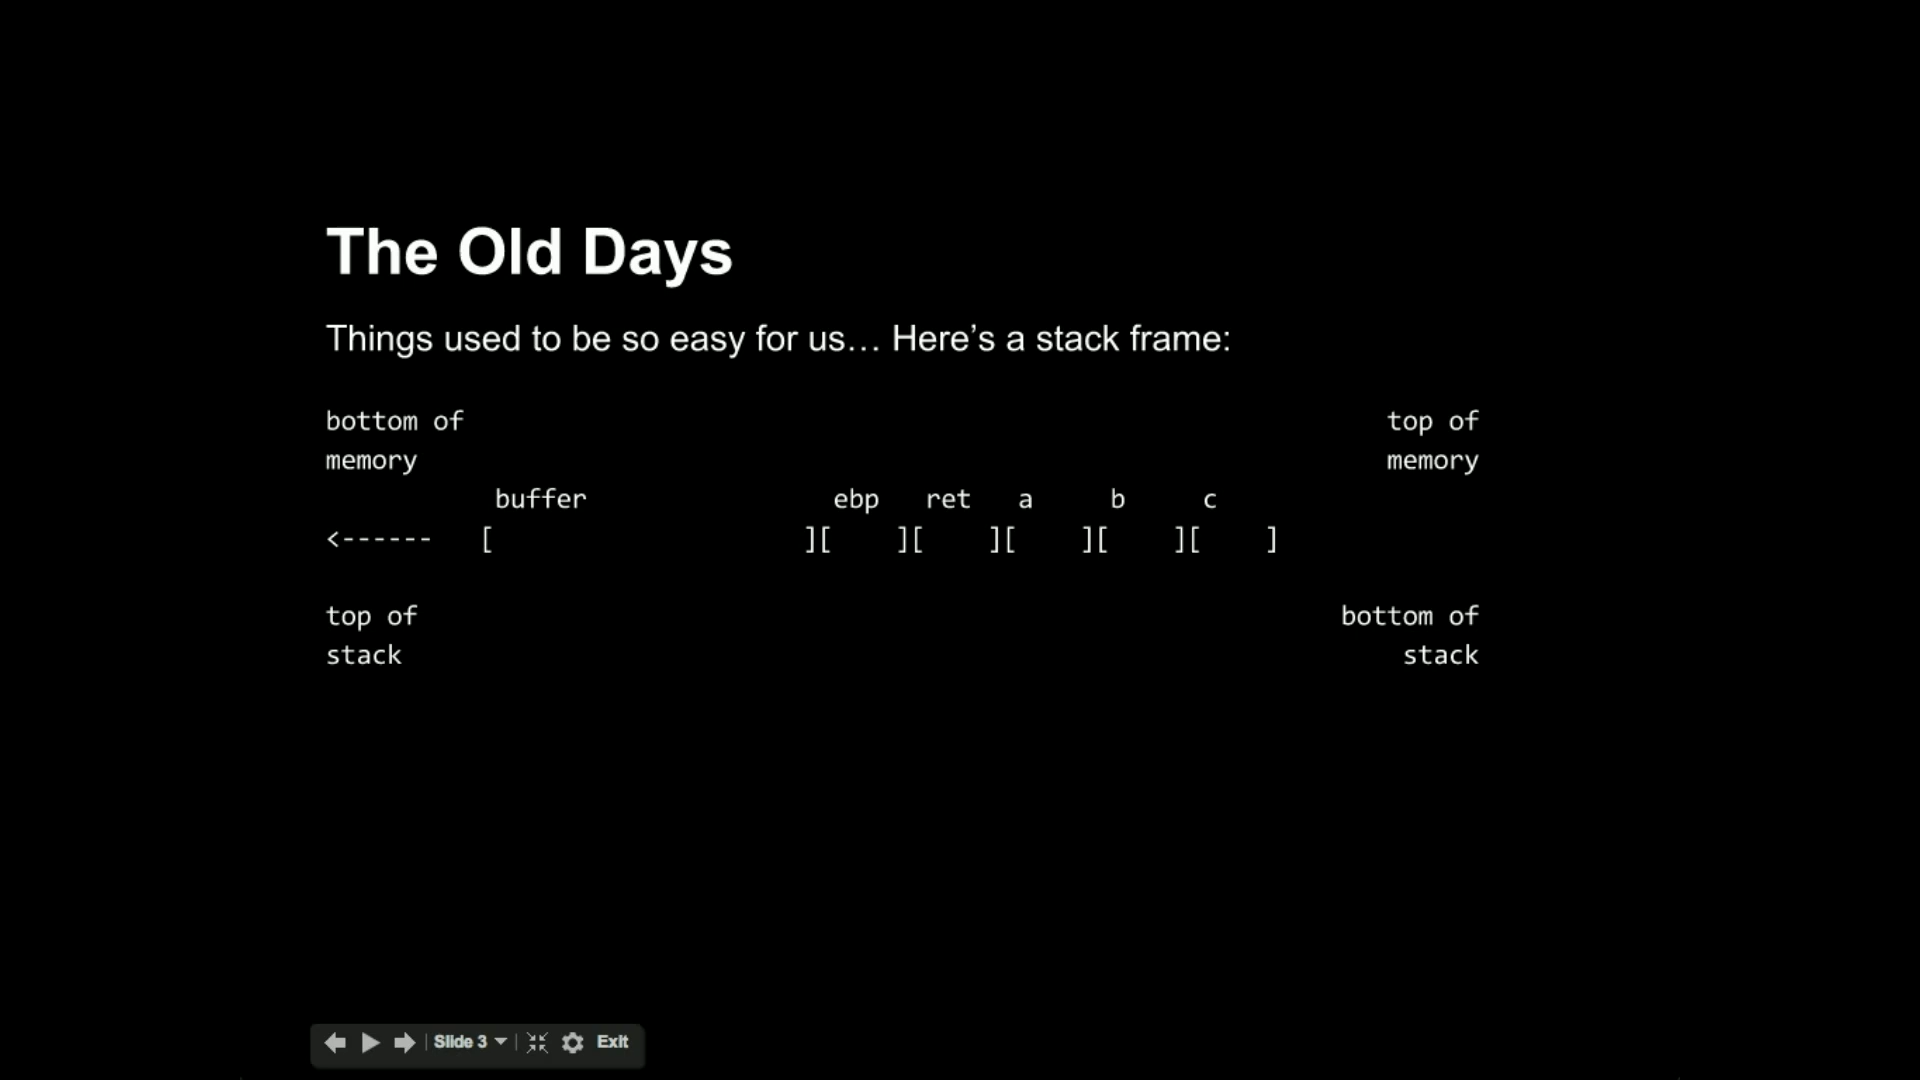 The Old Days
Things used to be so easy for us… Here’s a stack frame:
bottom of top of
memory memory
buffer ebp ret a b c
<------ [ ][ ][ ][ ][ ][ ]
top of bottom of
stack stack
Slide 3 Exit